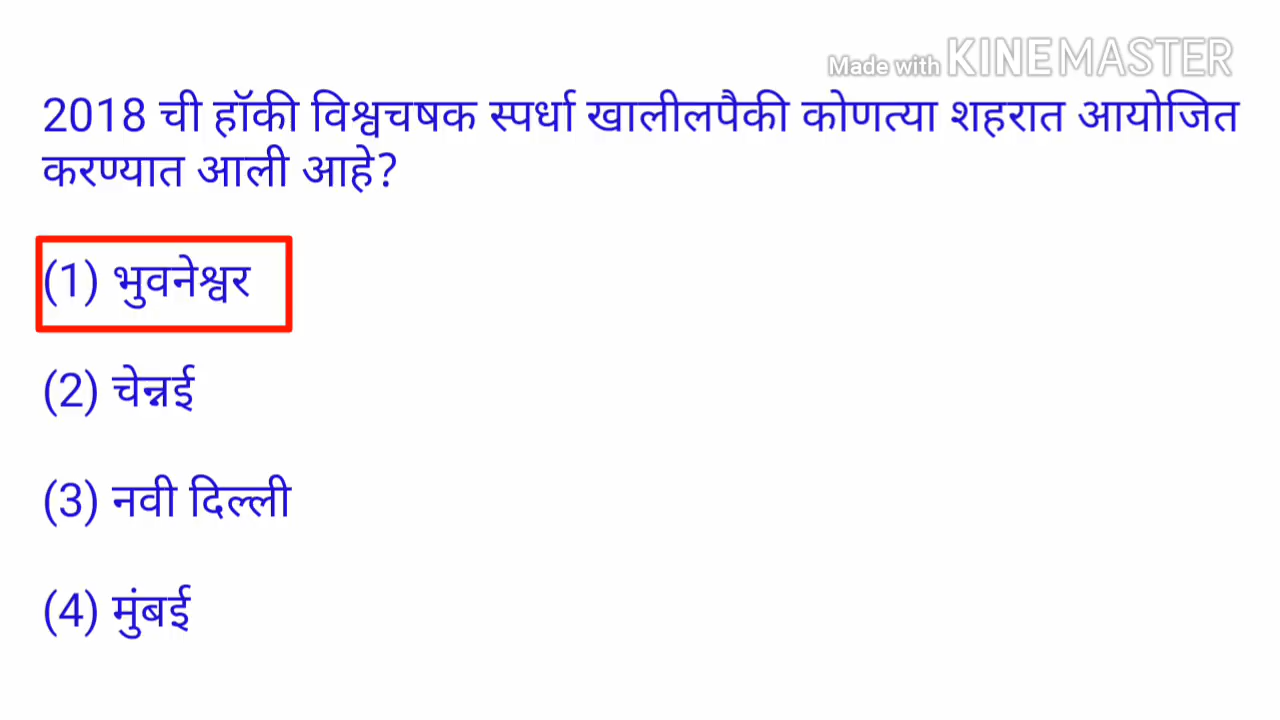 Made with KINEMASTER
2018 ची हॉकी विश्वचषक स्पर्धा खालीलपैकी कोणत्या शहरात आयोजित
करण्यात आली आहे?
(1) भुवनेश्वर
(2) चेन्नई
(3) नवी दिल्ली
(4) मुंबई